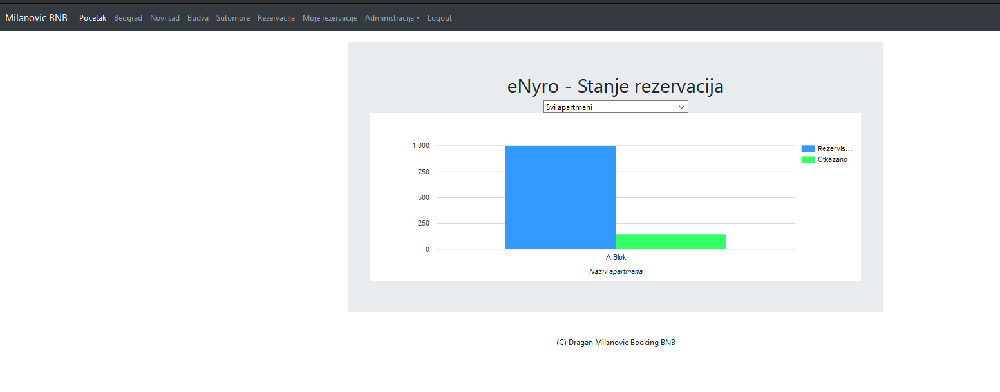 Milanovic BNB Pocetak Beograd Novi sad Budva Sutomore Rezervacija Moje rezervacije Administracija Logout
eNyro - Stanje rezervacija
Svi apartmani
1,000
750
500
250
0
Rezervis...
Otkazano
A Blok
Naziv apartmana
(C) Dragan Milanovic Booking BNB